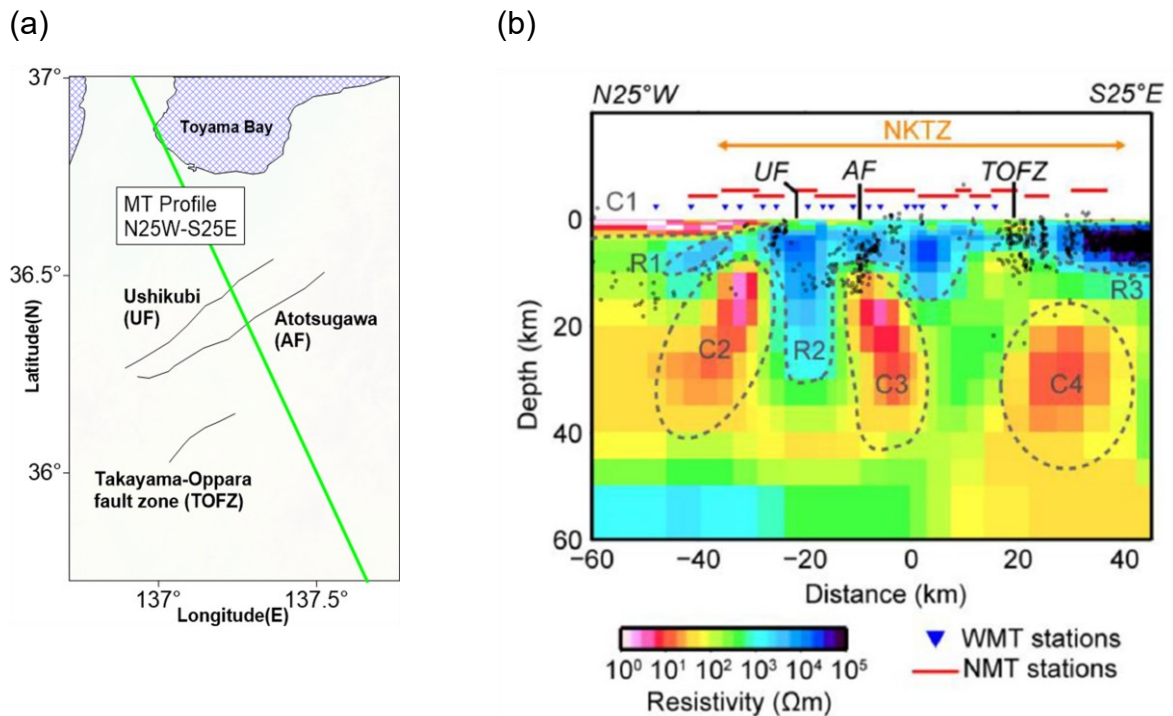 (a)
37°
36.5°
36°
Latitude(N)
137°
137.5°
Longitude(E)
Toyama Bay
MT Profile
N25W-S25E
Ushikubi
(UF)
Atotsugawa
(AF)
Takayama-Oppara
fault zone (TOFZ)
(b)
N25°W
S25°E
NKTZ
UF
AF
TOFZ
C1
R1
C2
R2
C3
C4
R3
0
20
40
60
Depth (km)
−60
−40
−20
0
20
40
Distance (km)
10⁰ 10¹ 10² 10³ 10⁴ 10⁵
Resistivity (Ωm)
WMT stations
NMT stations